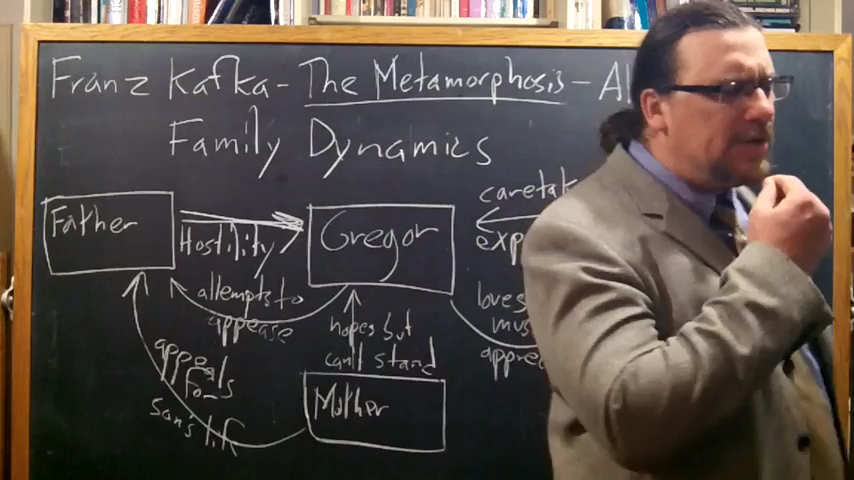 Franz Kafka - The Metamorphosis - Al
Family Dynamics
Father
Hostility
Gregor
caretak
exp
attempts to
appease
loves
mus
appre
hopes but
can't stand
appeals
for
son's life
Mother